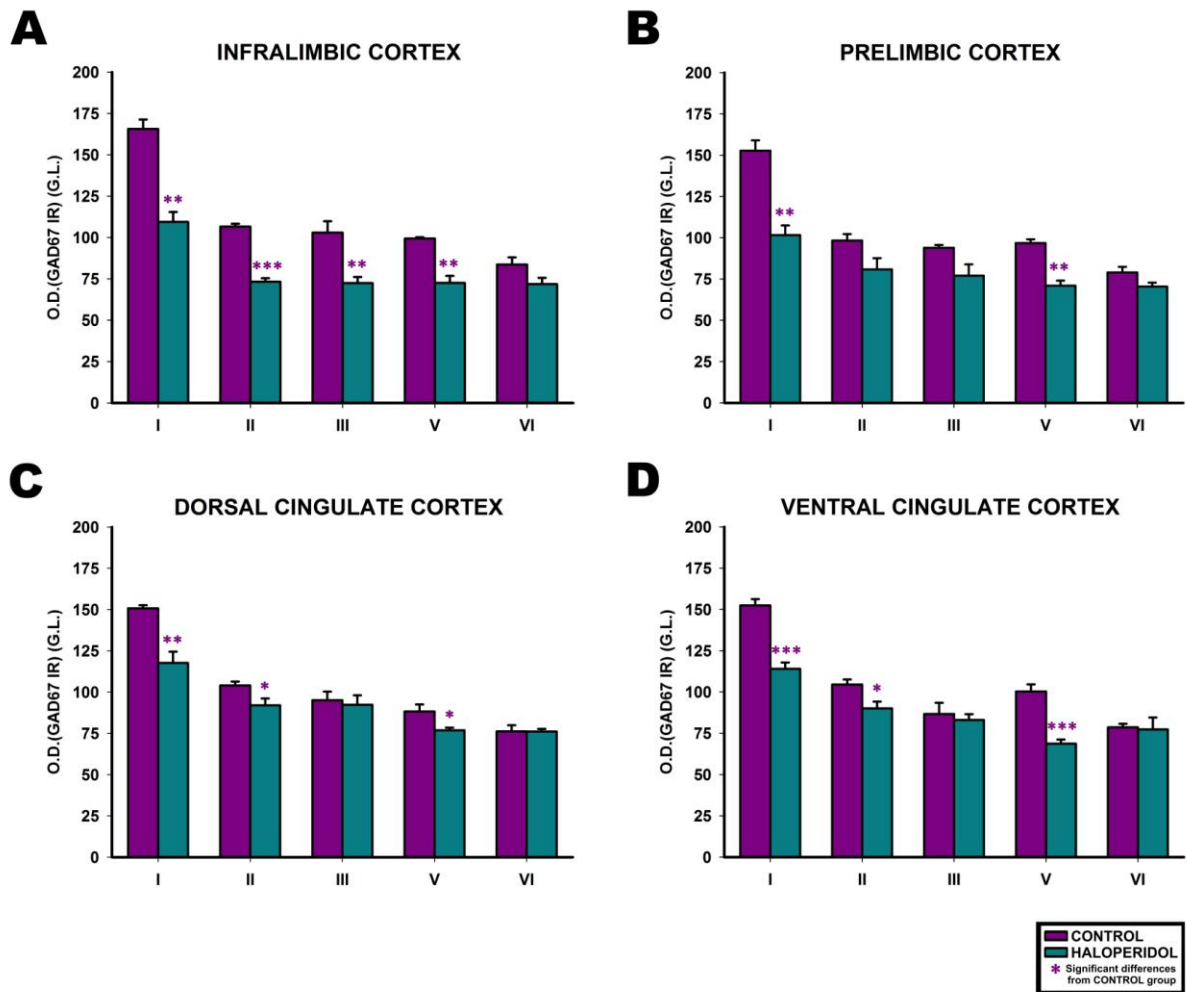 A
INFRALIMBIC CORTEX
O.D.(GAD67 IR) (G.L.)
200
175
150
125
100
75
50
25
0
**
***
**
**
I II III V VI
B
PRELIMBIC CORTEX
O.D.(GAD67 IR) (G.L.)
200
175
150
125
100
75
50
25
0
**
**
I II III V VI
C
DORSAL CINGULATE CORTEX
O.D.(GAD67 IR) (G.L.)
200
175
150
125
100
75
50
25
0
**
*
*
I II III V VI
D
VENTRAL CINGULATE CORTEX
O.D.(GAD67 IR) (G.L.)
200
175
150
125
100
75
50
25
0
***
*
***
I II III V VI
CONTROL
HALOPERIDOL
* Significant differences
from CONTROL group